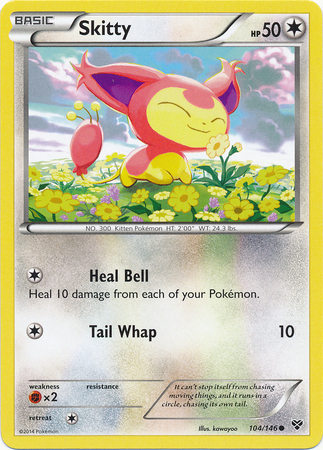 BASIC
Skitty
HP 50
NO. 300 Kitten Pokémon HT: 2'00" WT: 24.3 lbs.
Heal Bell
Heal 10 damage from each of your Pokémon.
Tail Whap 10
weakness resistance
×2
It can't stop itself from chasing
moving things, and it runs in a
circle, chasing its own tail.
retreat
©2014 Pokémon
Illus. kawayoo 104/146